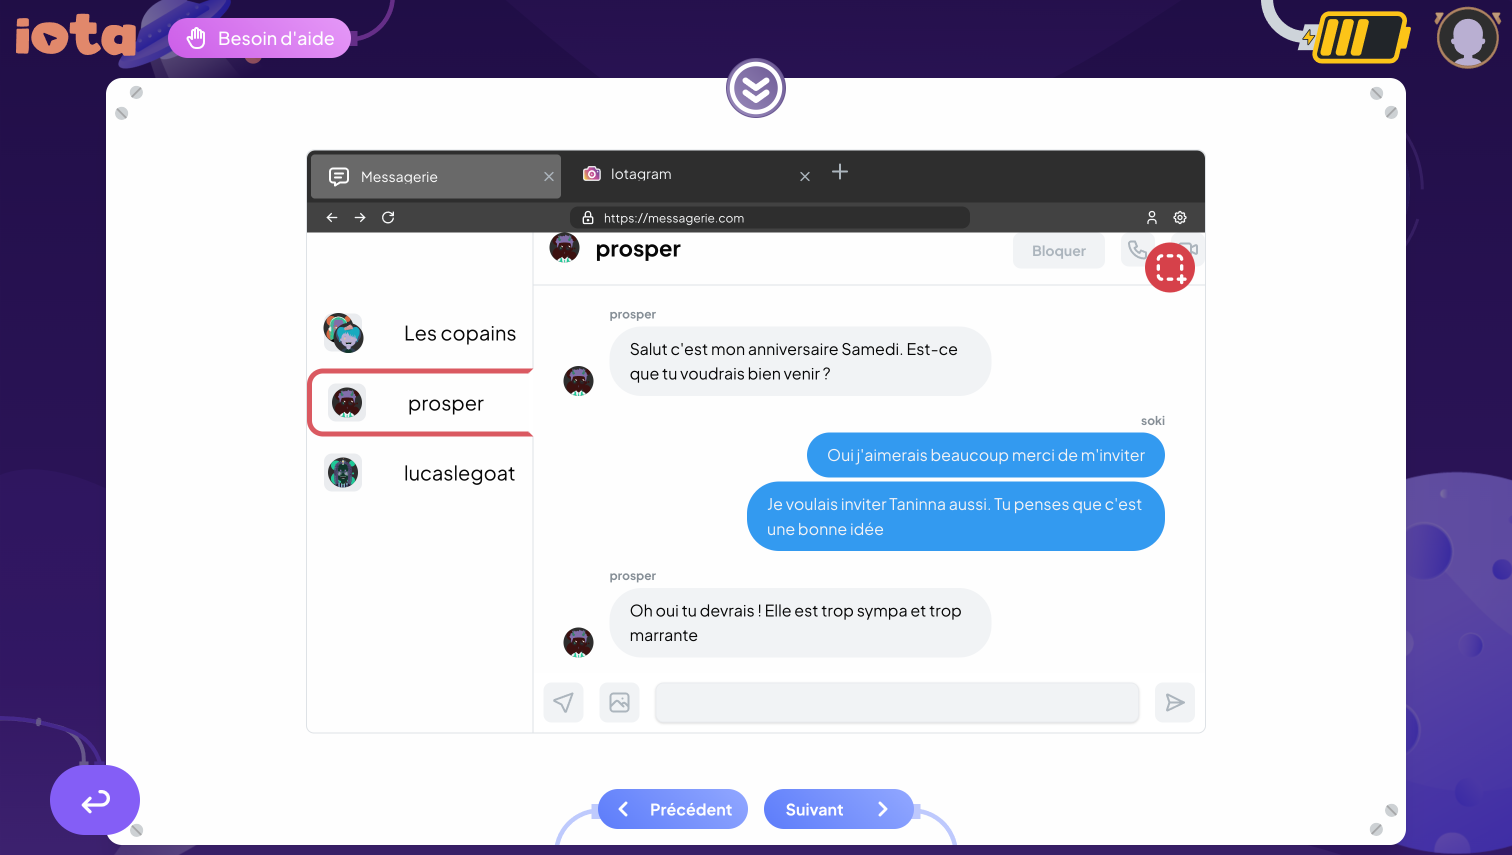 iota
Besoin d'aide
Messagerie
Iotagram
https://messagerie.com
prosper
Bloquer
Les copains
prosper
lucaslegoat
prosper
Salut c'est mon anniversaire Samedi. Est-ce
que tu voudrais bien venir ?
soki
Oui j'aimerais beaucoup merci de m'inviter
Je voulais inviter Taninna aussi. Tu penses que c'est
une bonne idée
prosper
Oh oui tu devrais ! Elle est trop sympa et trop
marrante
Précédent
Suivant